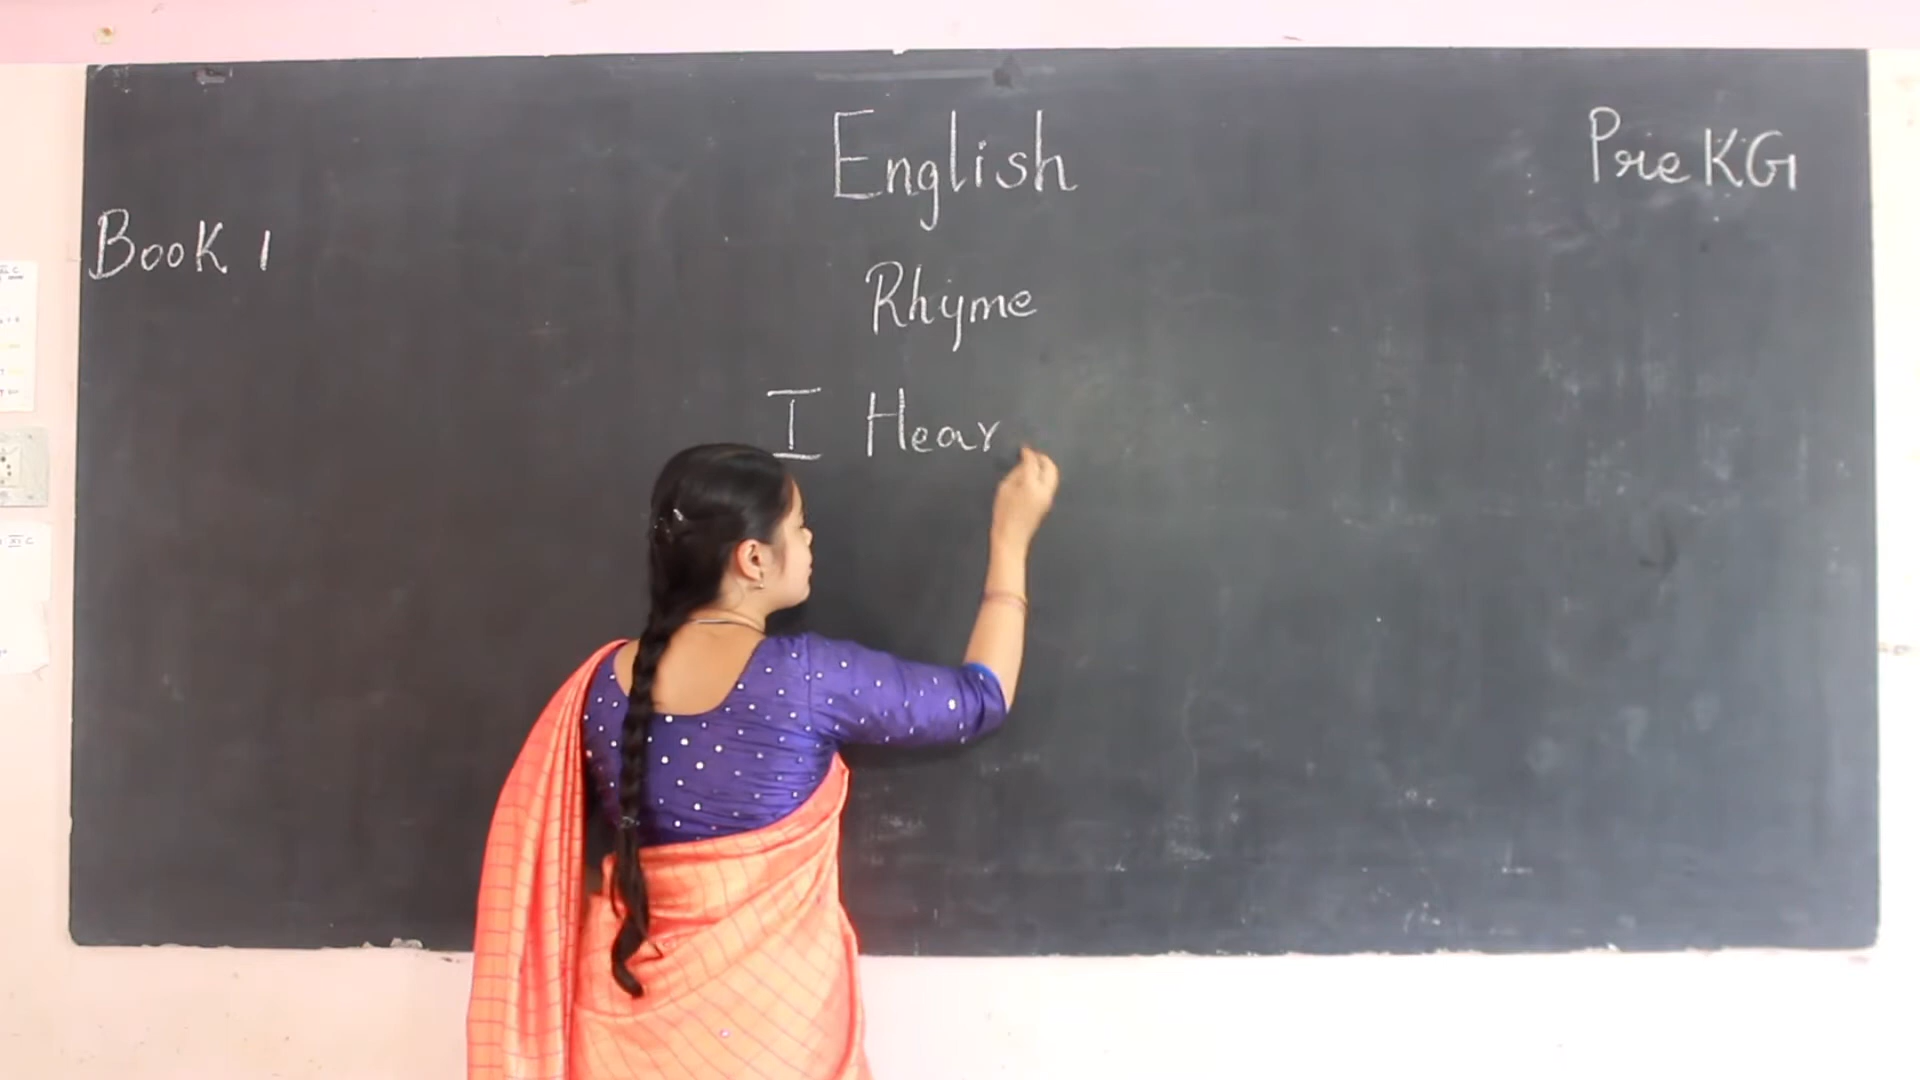 English
Pre KG
Book 1
Rhyme
I Hear